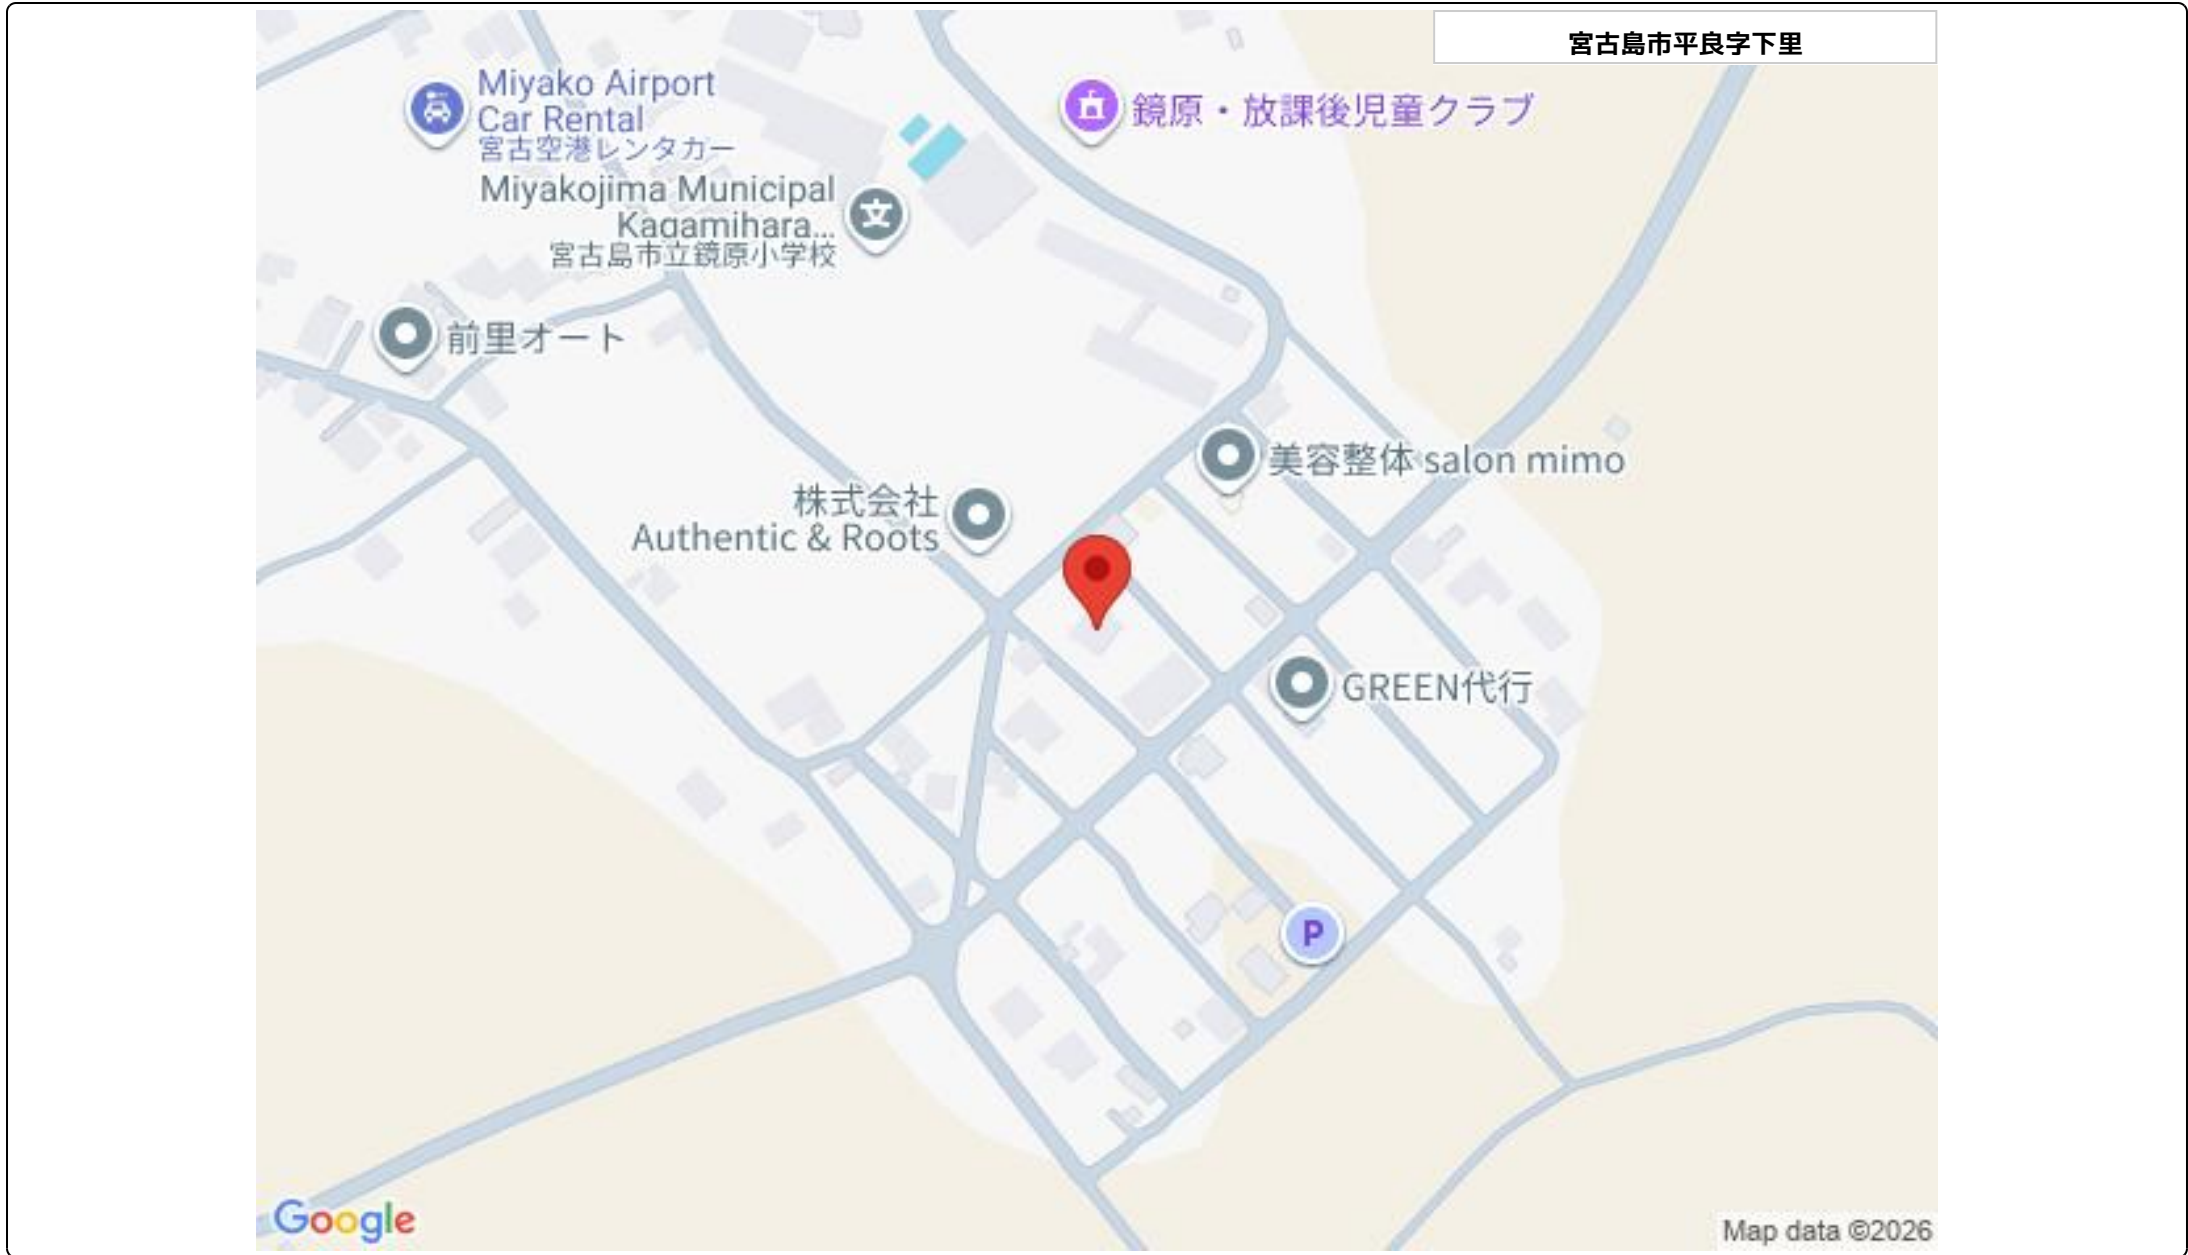 宮古島市平良字下里
Miyako Airport
Car Rental
宮古空港レンタカー
鏡原・放課後児童クラブ
Miyakojima Municipal
Kagamihara...
宮古島市立鏡原小学校
文
前里オート
美容整体 salon mimo
株式会社
Authentic & Roots
GREEN代行
P
Google
Map data ©2026